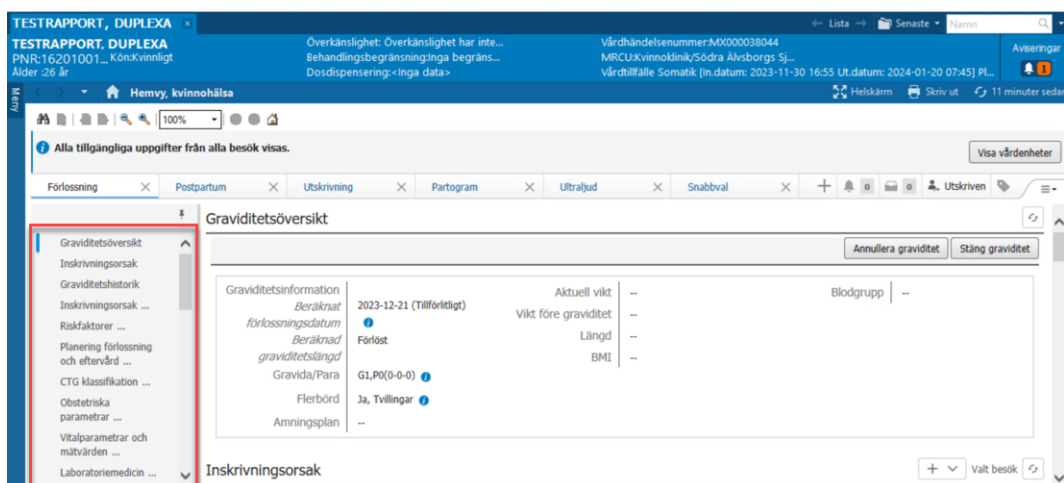 TESTRAPPORT, DUPLEXA
Lista
Senaste
Namn
TESTRAPPORT, DUPLEXA
PNR:16201001... Kön:Kvinnligt
Ålder :26 år
Överkänslighet: Överkänslighet har inte...
Behandlingsbegränsning:Inga begräns...
Dosdispensering:<Inga data>
Vårdhändelsenummer:MX000038044
MRCU:Kvinnoklinik/Södra Älvsborgs Sj...
Vårdtillfälle Somatik [In.datum: 2023-11-30 16:55 Ut.datum: 2024-01-20 07:45] Pl...
Aviseringar
1
Meny
Hemvy, kvinnohälsa
Helskärm
Skriv ut
11 minuter sedan
100%
Alla tillgängliga uppgifter från alla besök visas.
Visa vårdenheter
Förlossning
Postpartum
Utskrivning
Partogram
Ultraljud
Snabbval
0
0
Utskriven
Graviditetsöversikt
Inskrivningsorsak
Graviditetshistorik
Inskrivningsorsak ...
Riskfaktorer ...
Planering förlossning
och eftervård ...
CTG klassifikation ...
Obstetriska
parametrar ...
Vitalparametrar och
mätvärden ...
Laboratoriemedicin ...
Graviditetsöversikt
Annullera graviditet
Stäng graviditet
Graviditetsinformation
Beräknat
förlossningsdatum
2023-12-21 (Tillförlitligt)
Beräknad
graviditetslängd
Förlöst
Gravida/Para
G1,P0(0-0-0)
Flerbörd
Ja, Tvillingar
Amningsplan
--
Aktuell vikt
--
Vikt före graviditet
--
Längd
--
BMI
--
Blodgrupp
--
Inskrivningsorsak
Valt besök